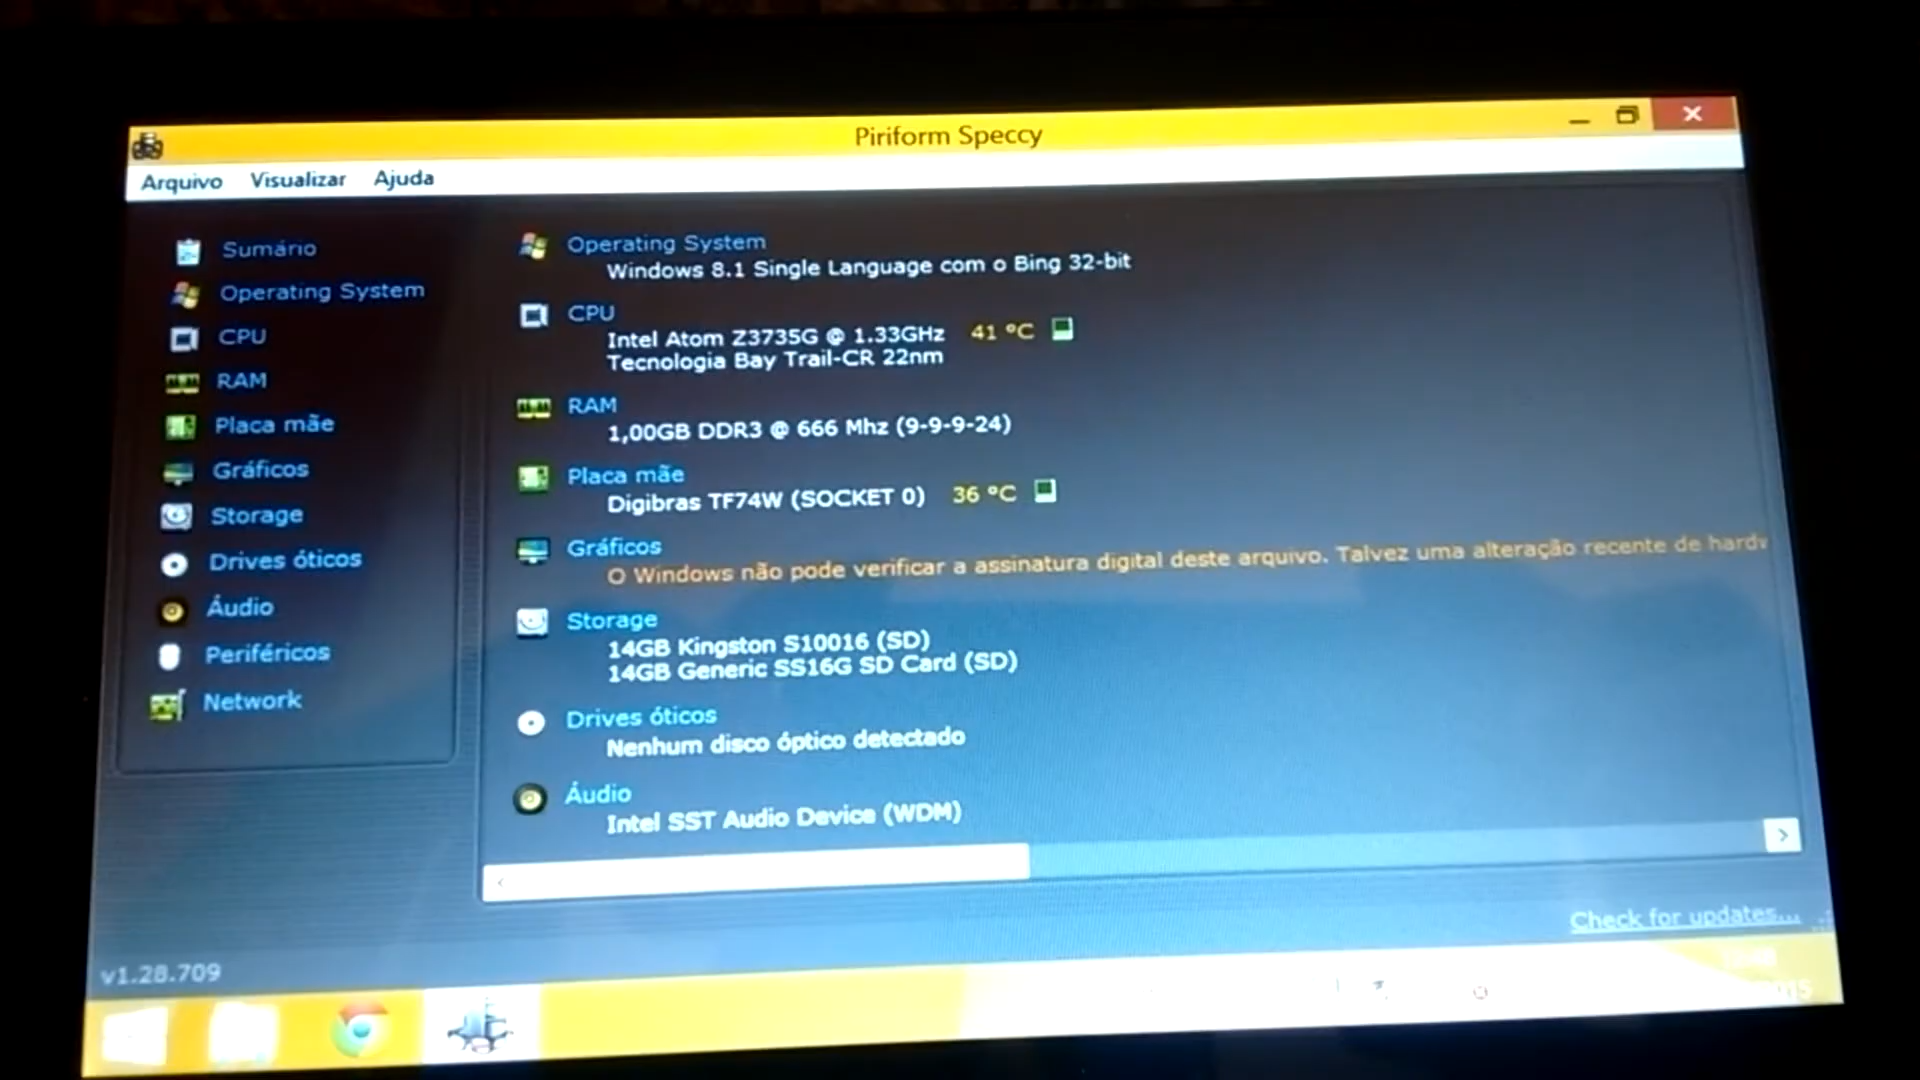 Piriform Speccy
Arquivo Visualizar Ajuda
Sumário
Operating System
CPU
RAM
Placa mãe
Gráficos
Storage
Drives óticos
Áudio
Periféricos
Network
Operating System
Windows 8.1 Single Language com o Bing 32-bit
CPU
Intel Atom Z3735G @ 1.33GHz 41 °C
Tecnologia Bay Trail-CR 22nm
RAM
1,00GB DDR3 @ 666 Mhz (9-9-9-24)
Placa mãe
Digibras TF74W (SOCKET 0) 36 °C
Gráficos
O Windows não pode verificar a assinatura digital deste arquivo. Talvez uma alteração recente de hardw
Storage
14GB Kingston S10016 (SD)
14GB Generic SS16G SD Card (SD)
Drives óticos
Nenhum disco óptico detectado
Áudio
Intel SST Audio Device (WDM)
Check for updates...
v1.28.709